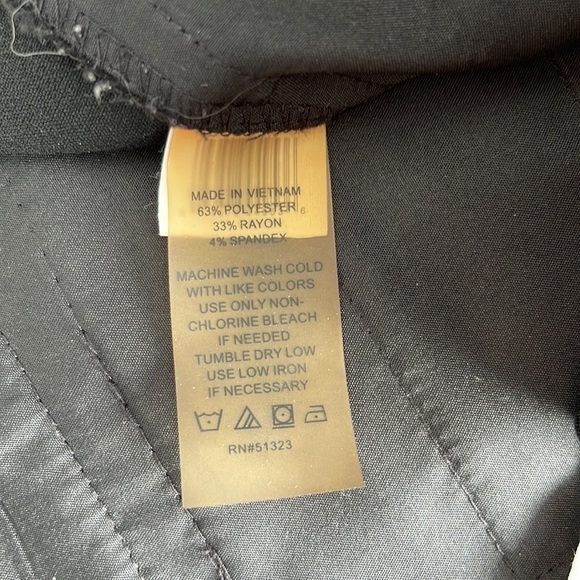 MADE IN VIETNAM
63% POLYESTER
33% RAYON
4% SPANDEX
MACHINE WASH COLD
WITH LIKE COLORS
USE ONLY NON-
CHLORINE BLEACH
IF NEEDED
TUMBLE DRY LOW
USE LOW IRON
IF NECESSARY
RN#51323